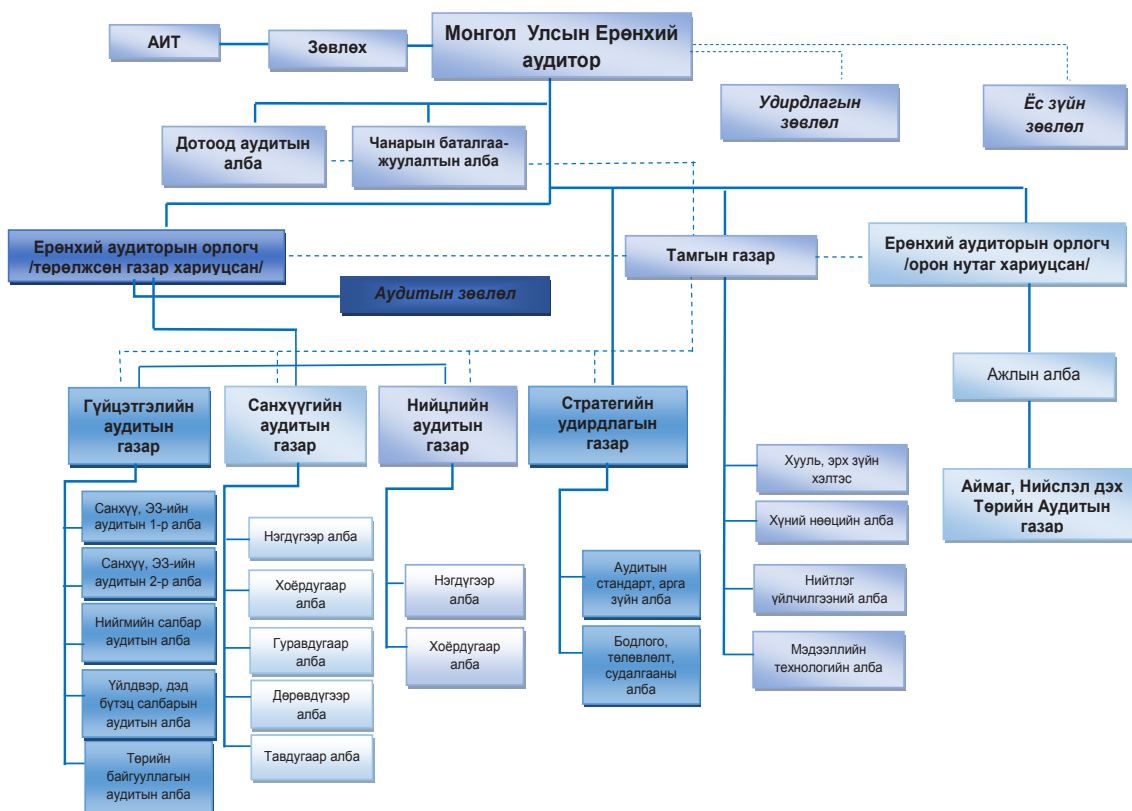 АИТ
Зөвлөх
Монгол Улсын Ерөнхий
аудитор
Удирдлагын
зөвлөл
Ёс зүйн
зөвлөл
Дотоод аудитын
алба
Чанарын баталгаа-
жуулалтын алба
Ерөнхий аудиторын орлогч
/төрөлжсөн газар хариуцсан/
Тамгын газар
Ерөнхий аудиторын орлогч
/орон нутаг хариуцсан/
Аудитын зөвлөл
Гүйцэтгэлийн
аудитын
газар
Санхүүгийн
аудитын
газар
Нийцлийн
аудитын
газар
Стратегийн
удирдлагын
газар
Ажлын алба
Аймаг, Нийслэл дэх
Төрийн Аудитын
газар
Санхүү, ЭЗ-ийн
аудитын 1-р алба
Санхүү, ЭЗ-ийн
аудитын 2-р алба
Нийгмийн салбар
аудитын алба
Үйлдвэр, дэд
бүтэц салбарын
аудитын алба
Төрийн
байгууллагын
аудитын алба
Нэгдүгээр алба
Хоёрдугаар
алба
Гуравдугаар
алба
Дөрөвдүгээр
алба
Тавдугаар алба
Нэгдүгээр
алба
Хоёрдугаар
алба
Аудитын
стандарт, арга
зүйн алба
Бодлого,
төлөвлөлт,
судалгааны
алба
Хууль, эрх зүйн
хэлтэс
Хүний нөөцийн алба
Нийтлэг
үйлчилгээний алба
Мэдээллийн
технологийн алба